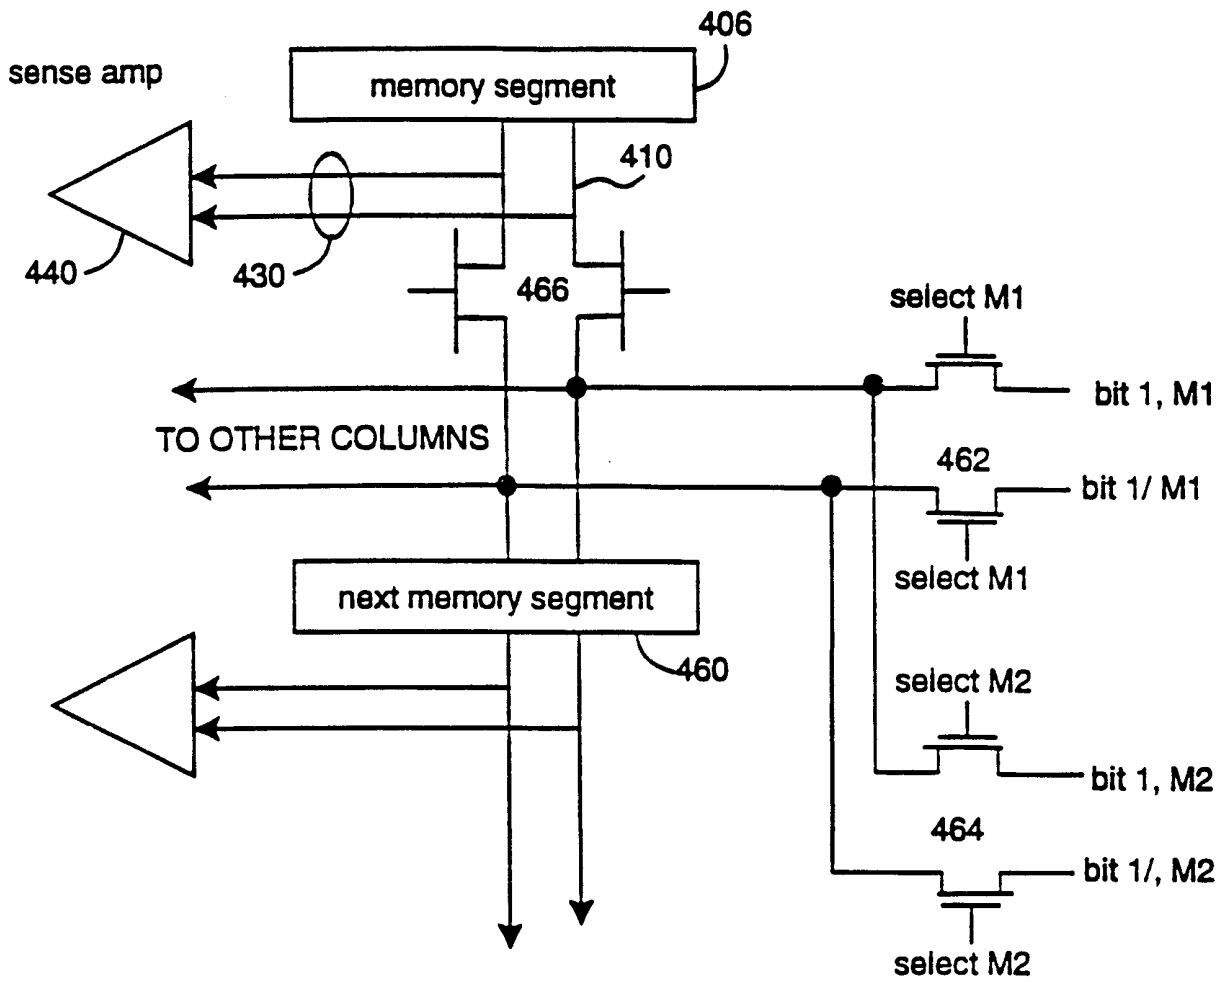 406
sense amp
memory segment
410
440
430
466
select M1
bit 1, M1
TO OTHER COLUMNS
462
bit 1/ M1
select M1
next memory segment
460
select M2
bit 1, M2
464
bit 1/, M2
select M2